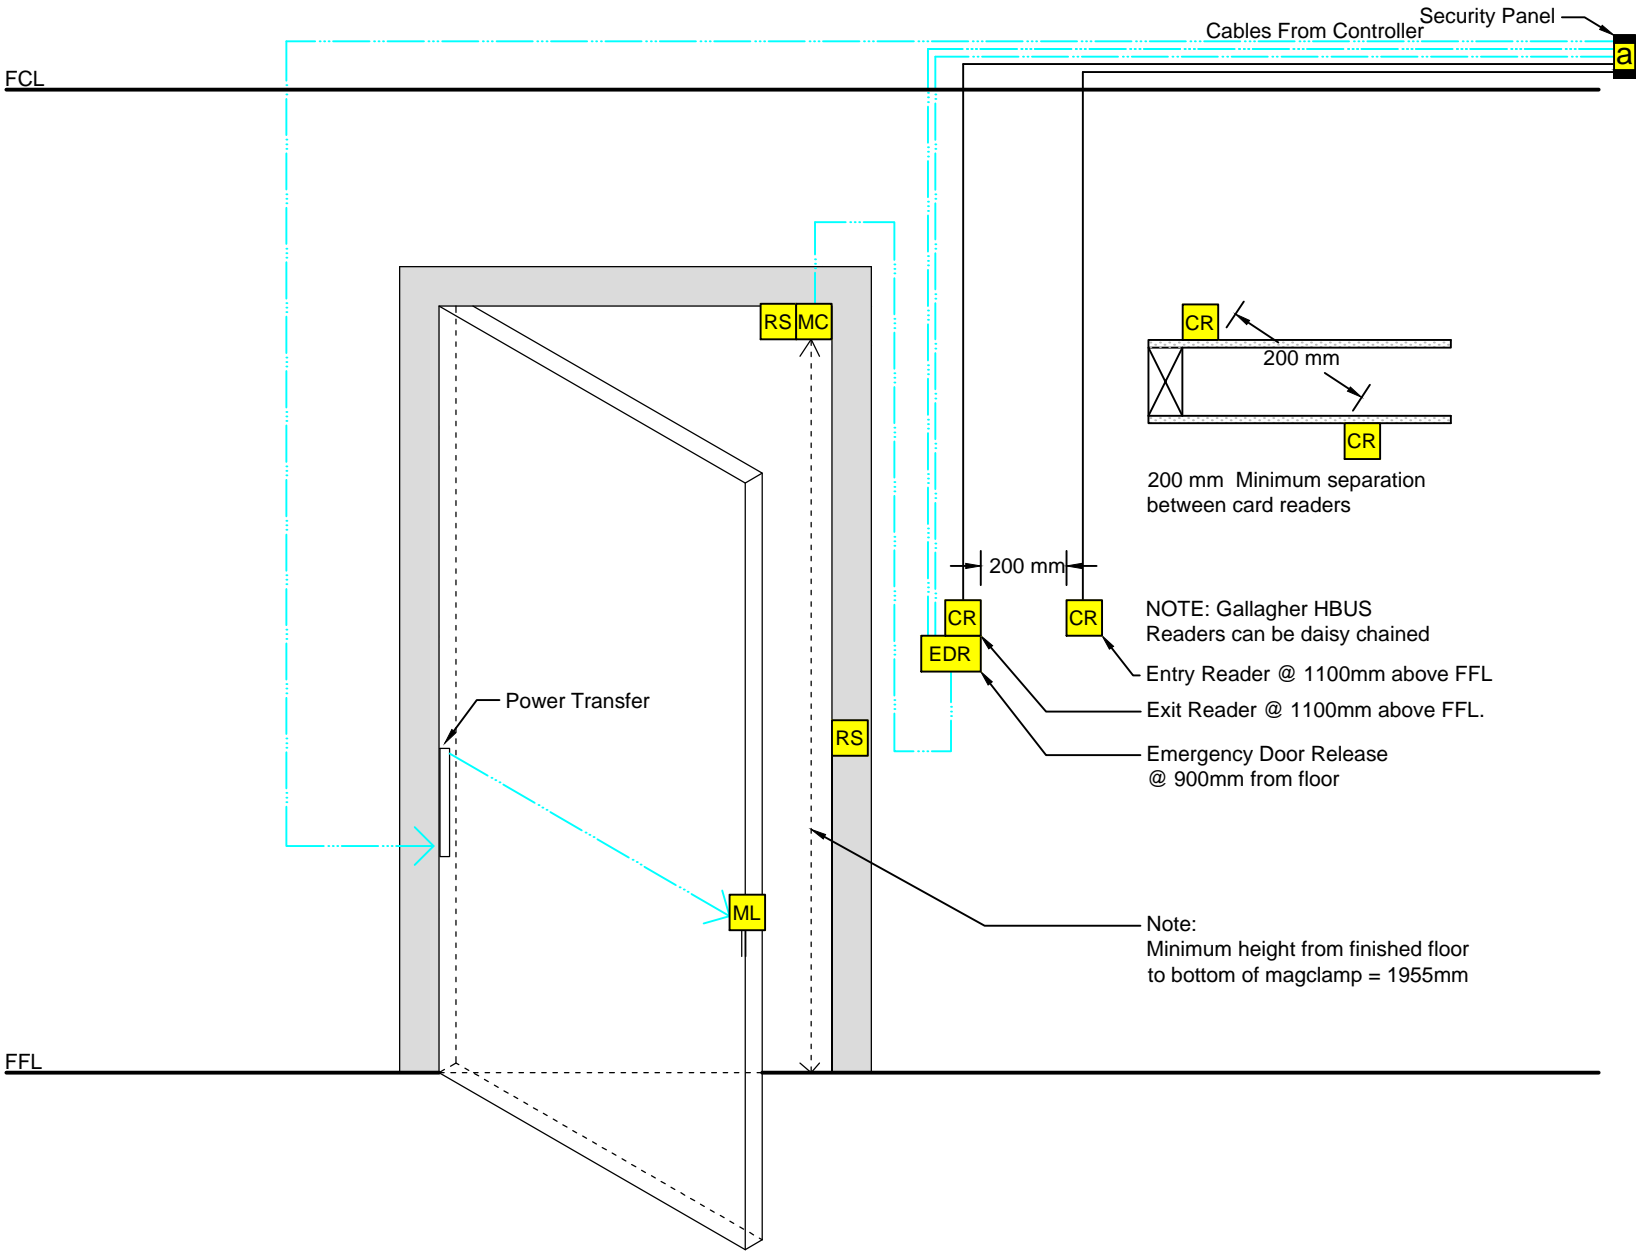 Security Panel
Cables From Controller
a
FCL
RS MC
CR
200 mm
CR
200 mm Minimum separation
between card readers
200 mm
CR
CR
NOTE: Gallagher HBUS
Readers can be daisy chained
EDR
Entry Reader @ 1100mm above FFL
Power Transfer
Exit Reader @ 1100mm above FFL.
RS
Emergency Door Release
@ 900mm from floor
ML
Note:
Minimum height from finished floor
to bottom of magclamp = 1955mm
FFL